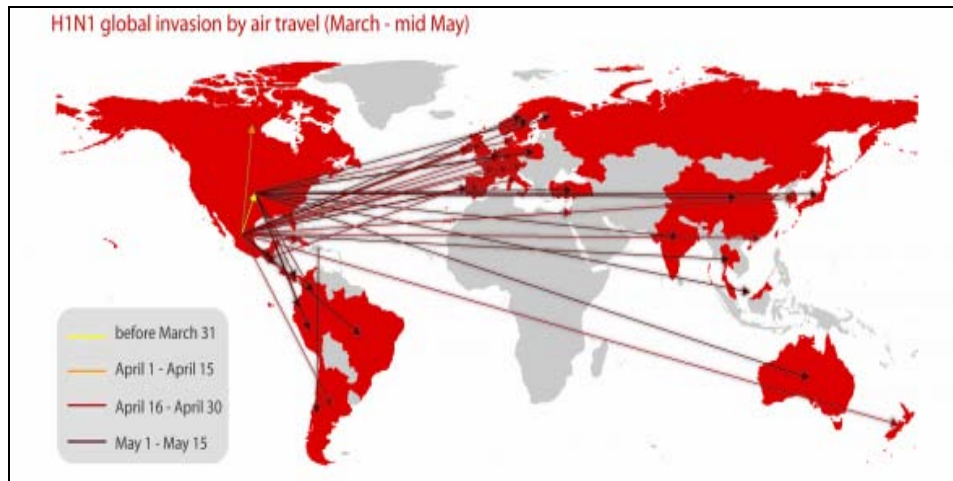 H1N1 global invasion by air travel (March - mid May)
before March 31
April 1 - April 15
April 16 - April 30
May 1 - May 15